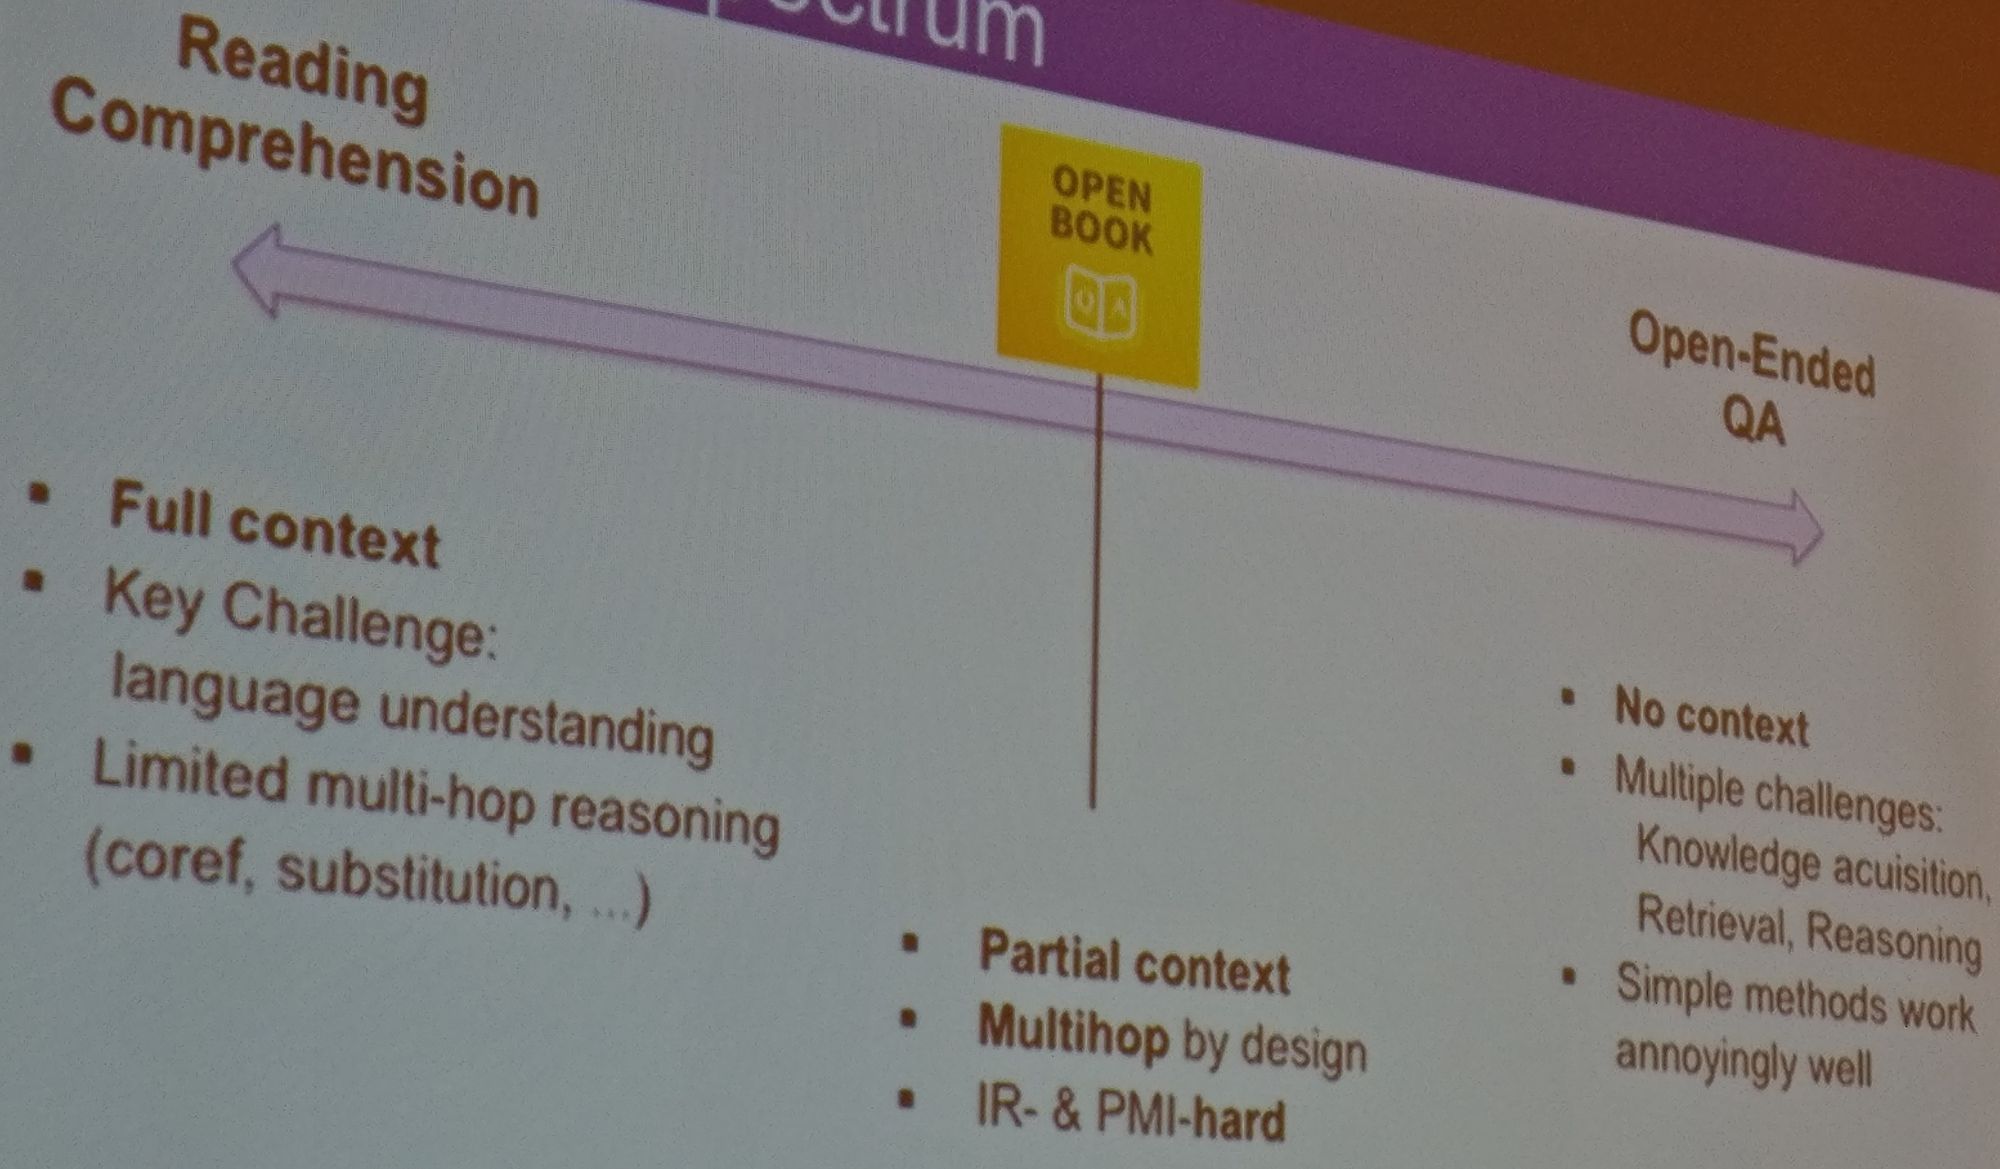 Reading
Comprehension
OPEN
BOOK
Q A
Open-Ended
QA
▪ Full context
▪ Key Challenge:
language understanding
▪ Limited multi-hop reasoning
(coref, substitution, ...)
▪ Partial context
▪ Multihop by design
▪ IR- & PMI-hard
▪ No context
▪ Multiple challenges:
Knowledge acuisition,
Retrieval, Reasoning
▪ Simple methods work
annoyingly well